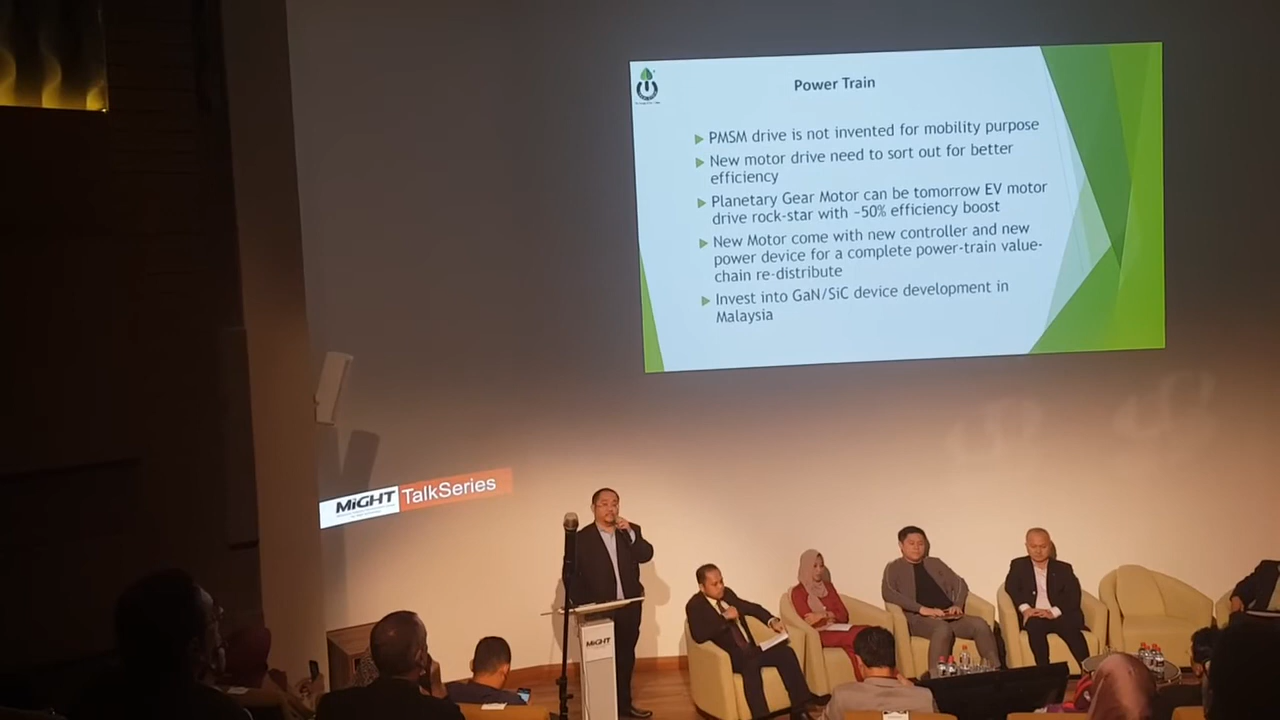 Power Train
PMSM drive is not invented for mobility purpose
New motor drive need to sort out for better
efficiency
Planetary Gear Motor can be tomorrow EV motor
drive rock-star with ~50% efficiency boost
New Motor come with new controller and new
power device for a complete power-train value-
chain re-distribute
Invest into GaN/SiC device development in
Malaysia
MiGHT TalkSeries
MiGHT